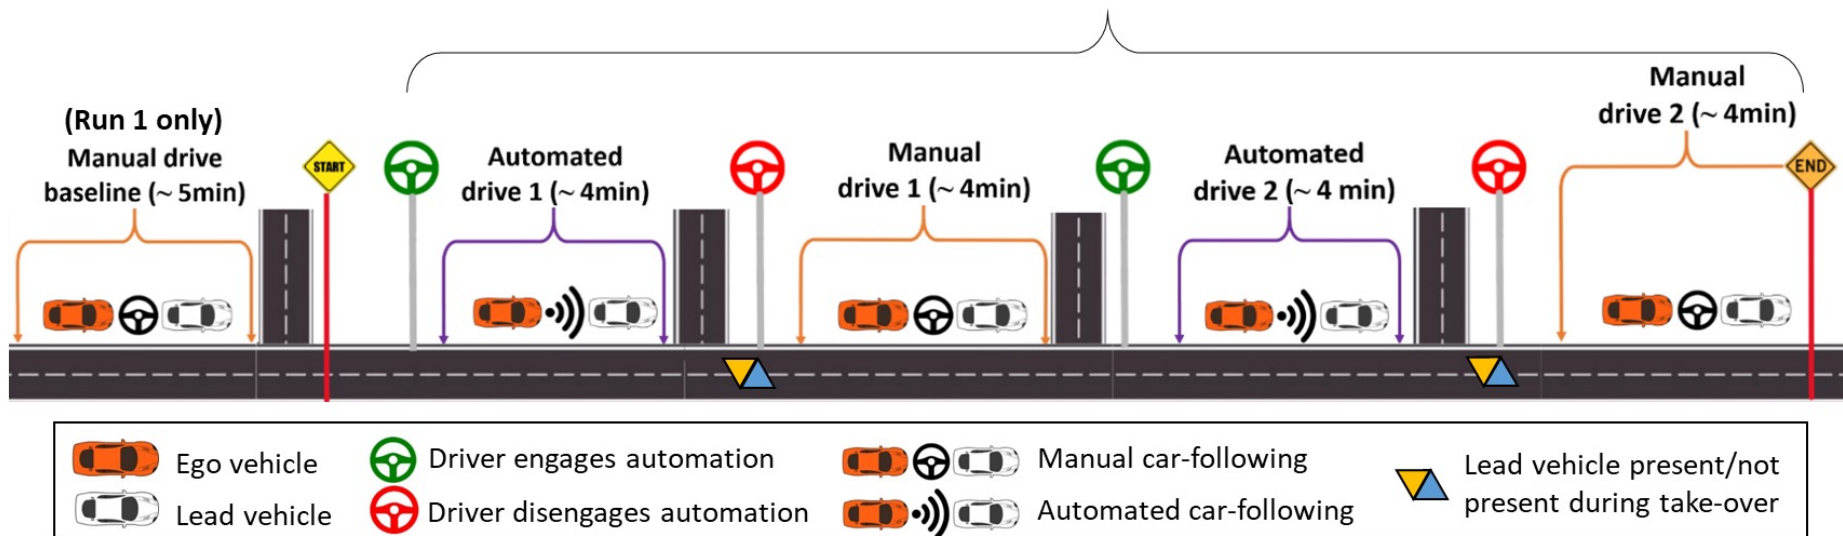 (Run 1 only)
Manual drive
baseline (~ 5min)
START
Automated
drive 1 (~ 4min)
Manual
drive 1 (~ 4min)
Automated
drive 2 (~ 4 min)
Manual
drive 2 (~ 4min)
END
Ego vehicle
Lead vehicle
Driver engages automation
Driver disengages automation
Manual car-following
Automated car-following
Lead vehicle present/not
present during take-over